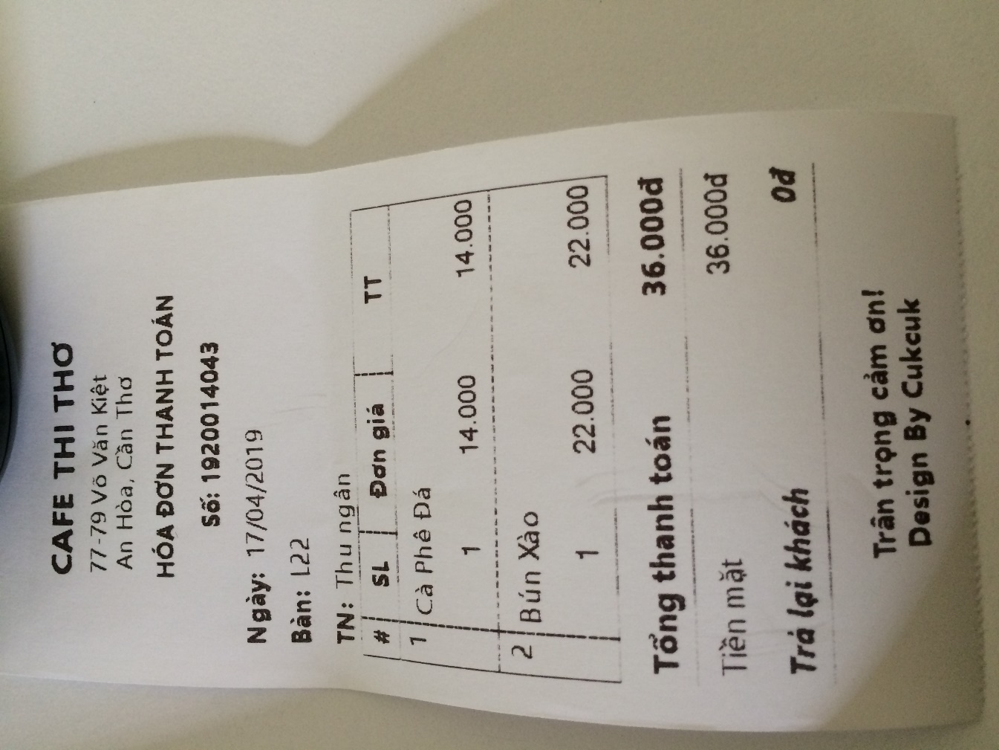 CAFE THI THƠ
77-79 Võ Văn Kiệt
An Hòa, Cần Thơ
HÓA ĐƠN THANH TOÁN
Số: 1920014043
Ngày: 17/04/2019
Bàn: L22
TN: Thu ngân
# SL Đơn giá TT
1 Cà Phê Đá
1 14.000 14.000
2 Bún Xào
1 22.000 22.000
Tổng thanh toán 36.000đ
Tiền mặt 36.000đ
Trả lại khách 0đ
Trân trọng cảm ơn!
Design By Cukcuk